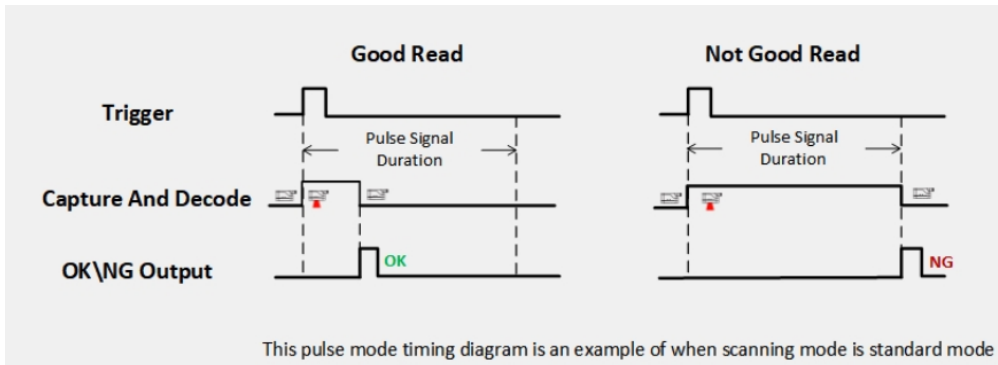 Good Read
Not Good Read
Trigger
Pulse Signal
Duration
Pulse Signal
Duration
Capture And Decode
OK\NG Output
OK
NG
This pulse mode timing diagram is an example of when scanning mode is standard mode